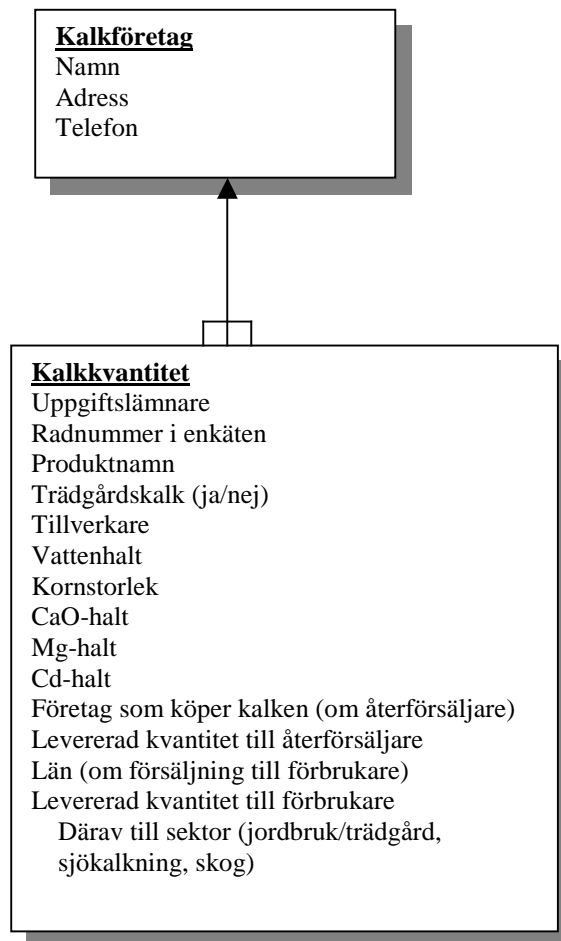 Kalkföretag
Namn
Adress
Telefon
Kalkkvantitet
Uppgiftslämnare
Radnummer i enkäten
Produktnamn
Trädgårdskalk (ja/nej)
Tillverkare
Vattenhalt
Kornstorlek
CaO-halt
Mg-halt
Cd-halt
Företag som köper kalken (om återförsäljare)
Levererad kvantitet till återförsäljare
Län (om försäljning till förbrukare)
Levererad kvantitet till förbrukare
Därav till sektor (jordbruk/trädgård,
sjökalkning, skog)